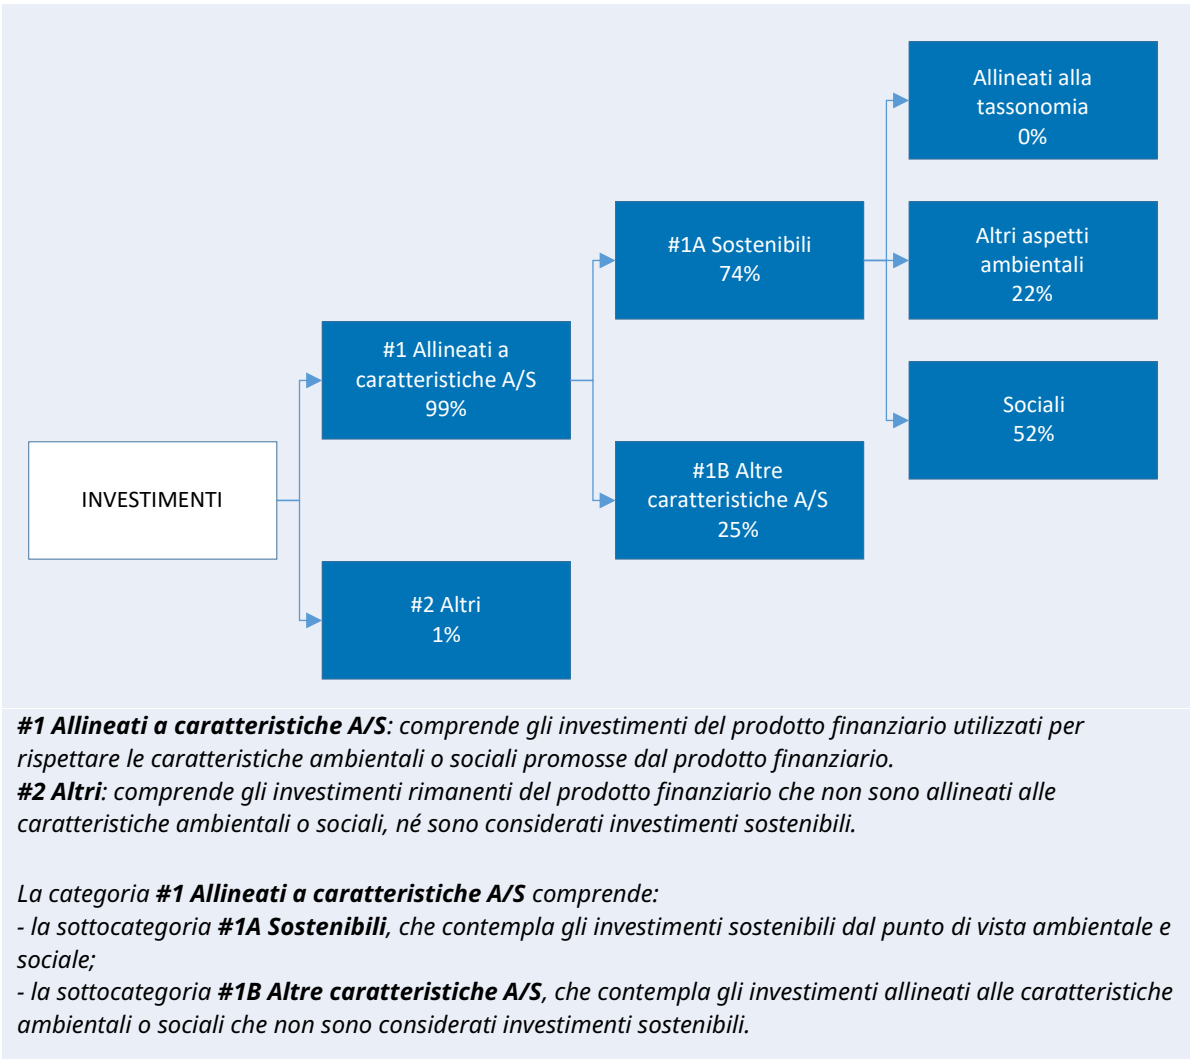 Allineati alla
tassonomia
0%
#1A Sostenibili
74%
Altri aspetti
ambientali
22%
#1 Allineati a
caratteristiche A/S
99%
Sociali
52%
INVESTIMENTI
#1B Altre
caratteristiche A/S
25%
#2 Altri
1%
#1 Allineati a caratteristiche A/S: comprende gli investimenti del prodotto finanziario utilizzati per
rispettare le caratteristiche ambientali o sociali promosse dal prodotto finanziario.
#2 Altri: comprende gli investimenti rimanenti del prodotto finanziario che non sono allineati alle
caratteristiche ambientali o sociali, né sono considerati investimenti sostenibili.
La categoria #1 Allineati a caratteristiche A/S comprende:
- la sottocategoria #1A Sostenibili, che contempla gli investimenti sostenibili dal punto di vista ambientale e
sociale;
- la sottocategoria #1B Altre caratteristiche A/S, che contempla gli investimenti allineati alle caratteristiche
ambientali o sociali che non sono considerati investimenti sostenibili.